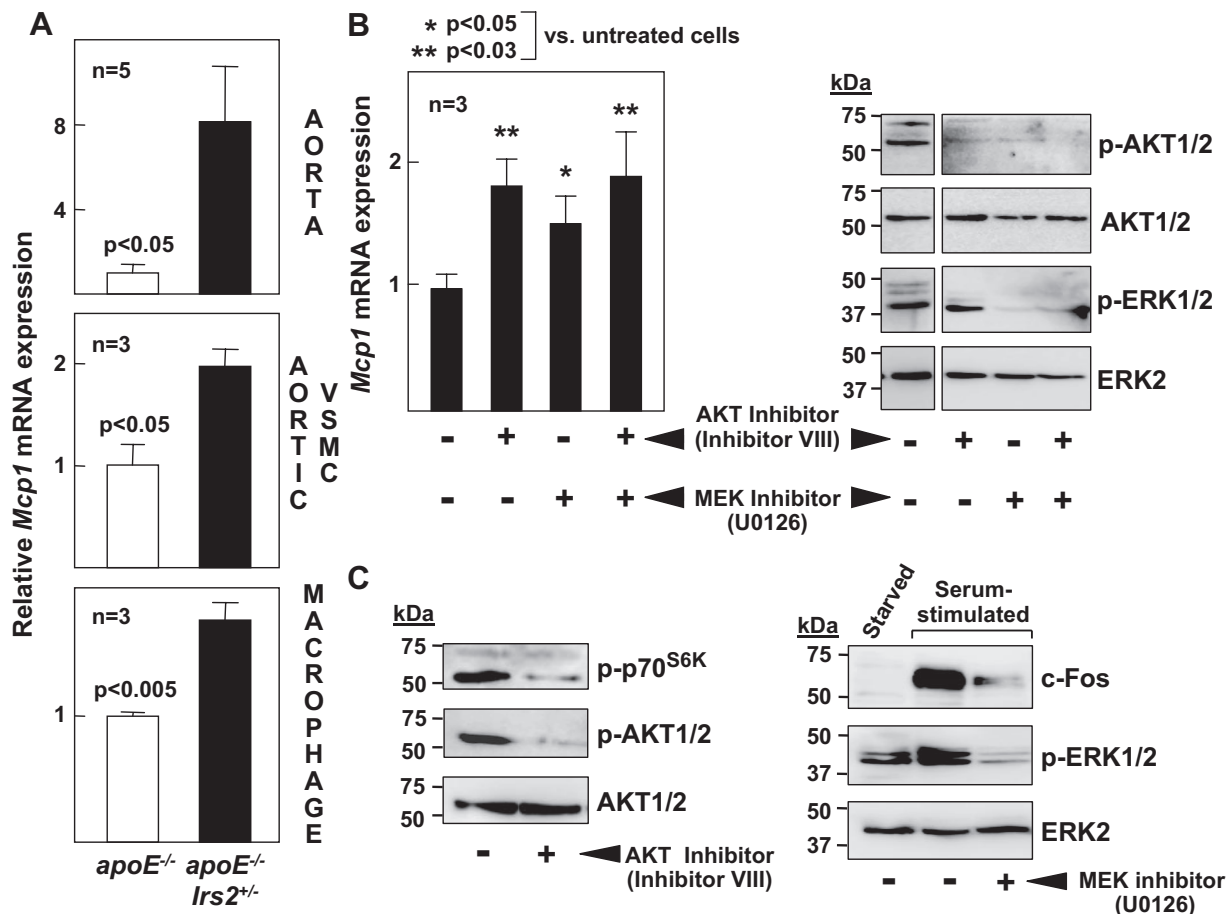 A
Relative Mcp1 mRNA expression
n=5
8
4
p<0.05
AORTA
n=3
2
1
p<0.05
AORTIC
VSMC
n=3
1
p<0.005
MACROPHAGE
apoE-/-
apoE-/-
Irs2+/-
B
* p<0.05
** p<0.03
vs. untreated cells
Mcp1 mRNA expression
n=3
2
1
**
*
**
- + - +
AKT Inhibitor
(Inhibitor VIII)
- + - +
- - + +
MEK Inhibitor
(U0126)
- - + +
kDa
75
50
p-AKT1/2
75
50
AKT1/2
50
37
p-ERK1/2
50
37
ERK2
C
kDa
75
50
p-p70S6K
75
50
p-AKT1/2
75
50
AKT1/2
- +
AKT Inhibitor
(Inhibitor VIII)
Starved
Serum-
stimulated
kDa
75
50
c-Fos
50
37
p-ERK1/2
50
37
ERK2
- - +
MEK inhibitor
(U0126)